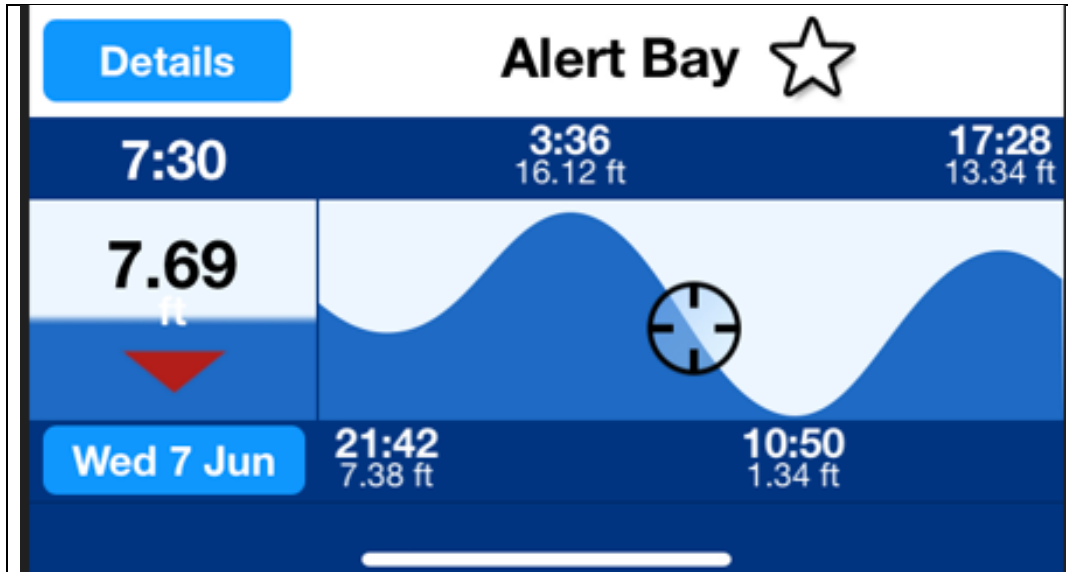 Details
Alert Bay
7:30
3:36
16.12 ft
17:28
13.34 ft
7.69
ft
Wed 7 Jun
21:42
7.38 ft
10:50
1.34 ft